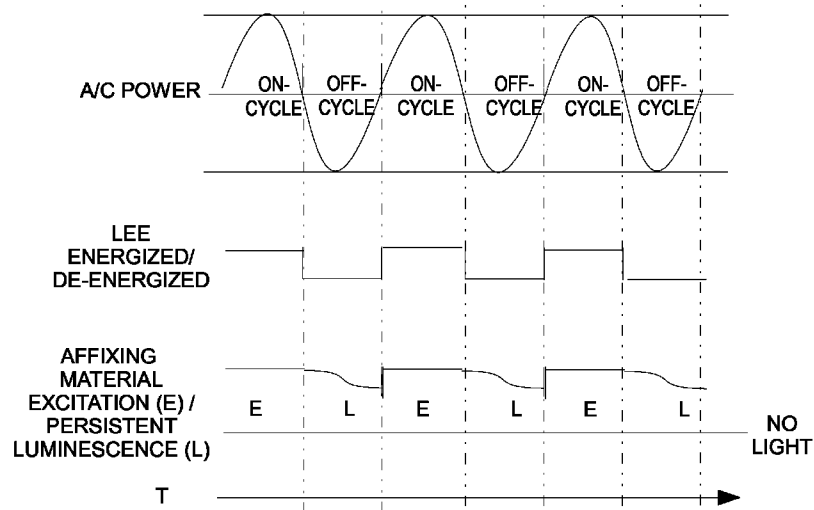 ON- OFF- ON- OFF- ON- OFF-
A/C POWER
CYCLE CYCLE CYCLE CYCLE CYCLE CYCLE
LEE
ENERGIZED/
DE-ENERGIZED
AFFIXING
MATERIAL
EXCITATION (E) /
PERSISTENT
LUMINESCENCE (L)
E L E L E L
NO
LIGHT
T